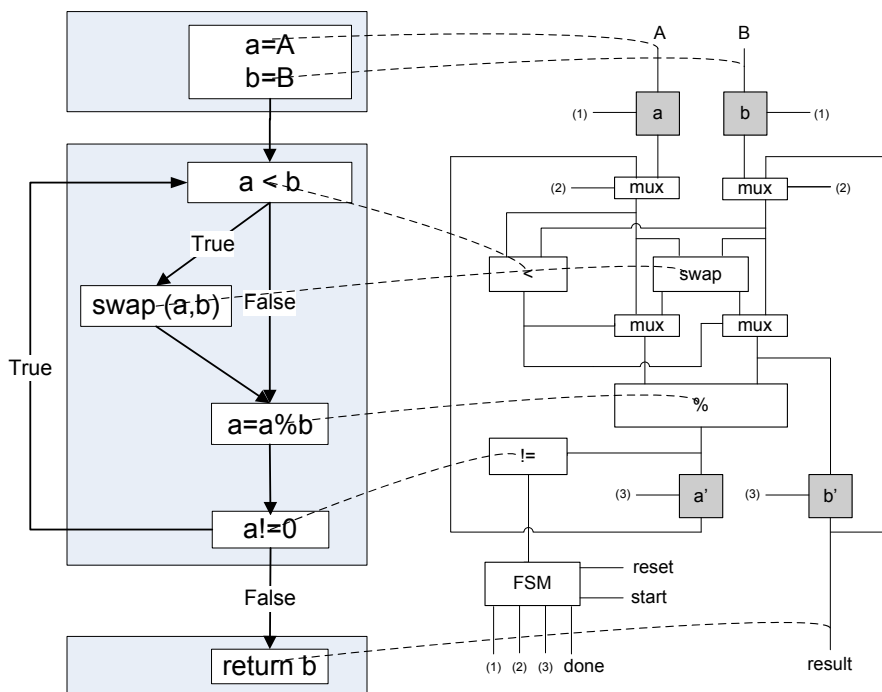 a=A
b=B
a < b
True
swap (a,b)
False
True
a=a%b
a!=0
False
return b
A
B
(1)
a
b
(1)
(2)
mux
mux
(2)
<
swap
mux
mux
%
!=
(3)
a’
(3)
b’
FSM
reset
start
(1)
(2)
(3)
done
result